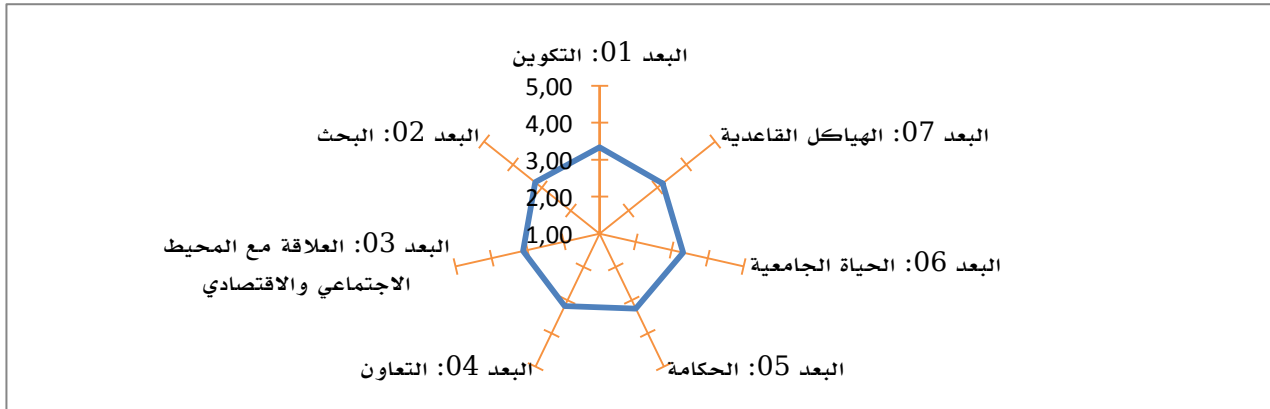 البعد 01: التكوين
5,00
4,00
3,00
2,00
1,00
البعد 02: البحث
البعد 03: العلاقة مع المحيط
الاجتماعي والاقتصادي
البعد 04: التعاون
البعد 05: الحكامة
البعد 06: الحياة الجامعية
البعد 07: الهياكل القاعدية